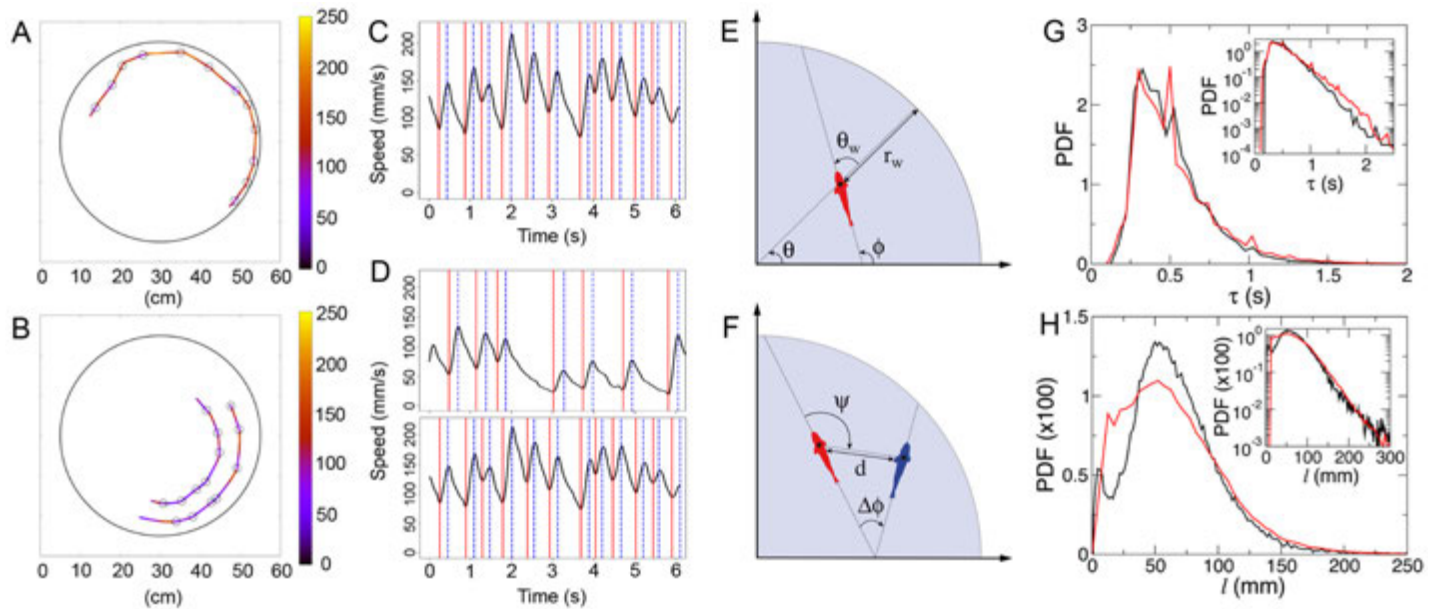 A
250
200
150
100
50
0
0 10 20 30 40 50 60
(cm)
B
250
200
150
100
50
0
0 10 20 30 40 50 60
(cm)
C
Speed (mm/s)
200
150
100
50
0
0 1 2 3 4 5 6
Time (s)
D
Speed (mm/s)
200
150
100
50
0
200
150
100
50
0
0 1 2 3 4 5 6
Time (s)
E
θw
rw
θ
ϕ
F
ψ
d
Δϕ
G
PDF
3
2
1
0
0 0.5 1 1.5 2
τ (s)
PDF
10^0
10^-1
10^-2
10^-3
10^-4
0 1 2
τ (s)
H
PDF (x100)
1.5
1
0.5
0
0 50 100 150 200 250
l (mm)
PDF (x100)
10^0
10^-1
10^-2
10^-3
0 100 200 300
l (mm)